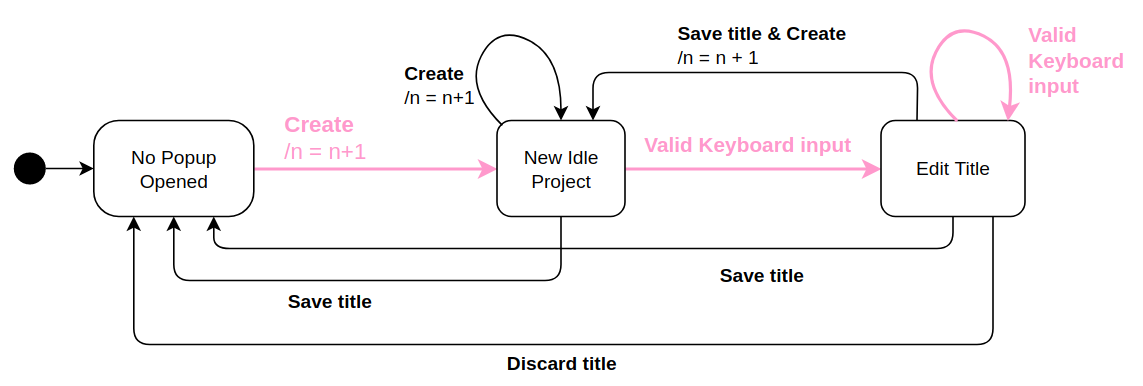 Save title & Create
/n = n + 1
Valid
Keyboard
input
Create
/n = n+1
Create
/n = n+1
No Popup
Opened
New Idle
Project
Valid Keyboard input
Edit Title
Save title
Save title
Discard title